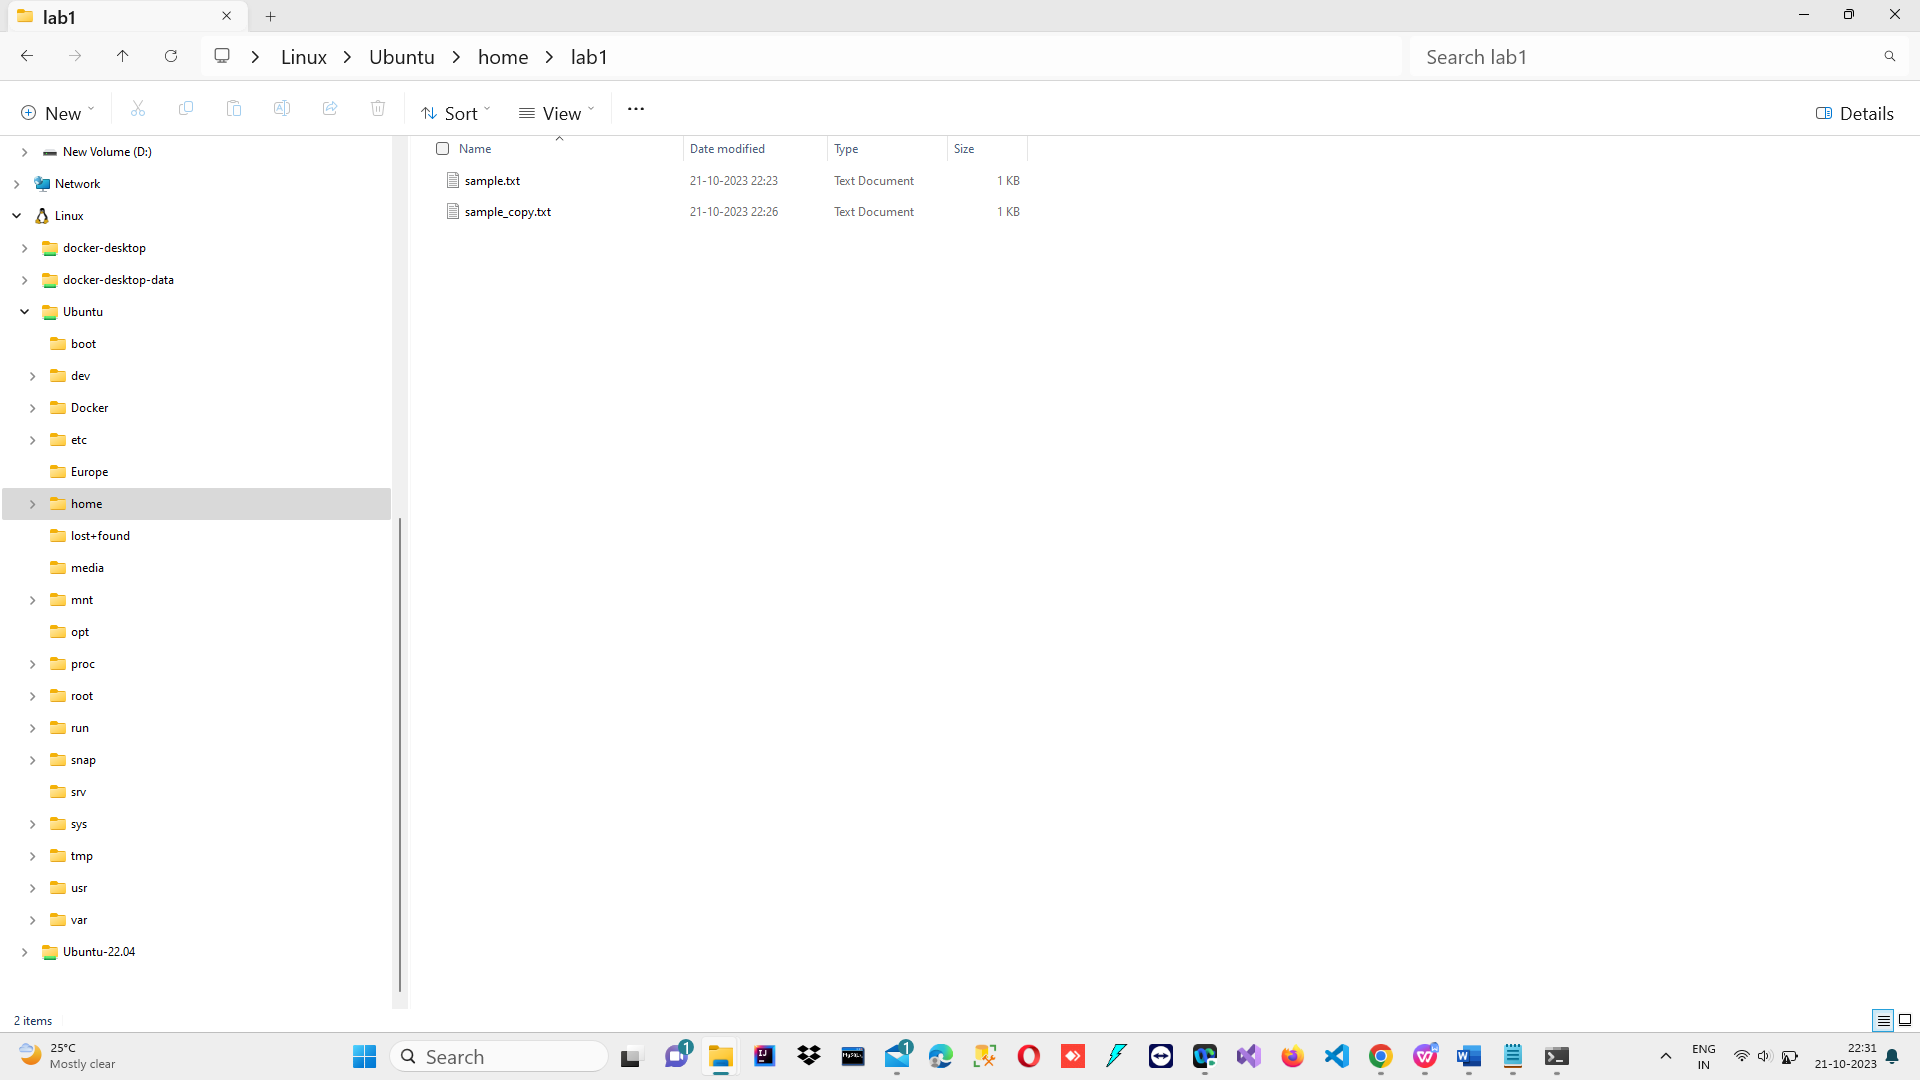 lab1
Linux
Ubuntu
home
lab1
Search lab1
New
Sort
View
Details
Name Date modified Type Size
sample.txt 21-10-2023 22:23 Text Document 1 KB
sample_copy.txt 21-10-2023 22:26 Text Document 1 KB
New Volume (D:)
Network
Linux
docker-desktop
docker-desktop-data
Ubuntu
boot
dev
Docker
etc
Europe
home
lost+found
media
mnt
opt
proc
root
run
snap
srv
sys
tmp
usr
var
Ubuntu-22.04
2 items
25°C
Mostly clear
Search
1
IJ
MySQL
1
ENG
IN
22:31
21-10-2023